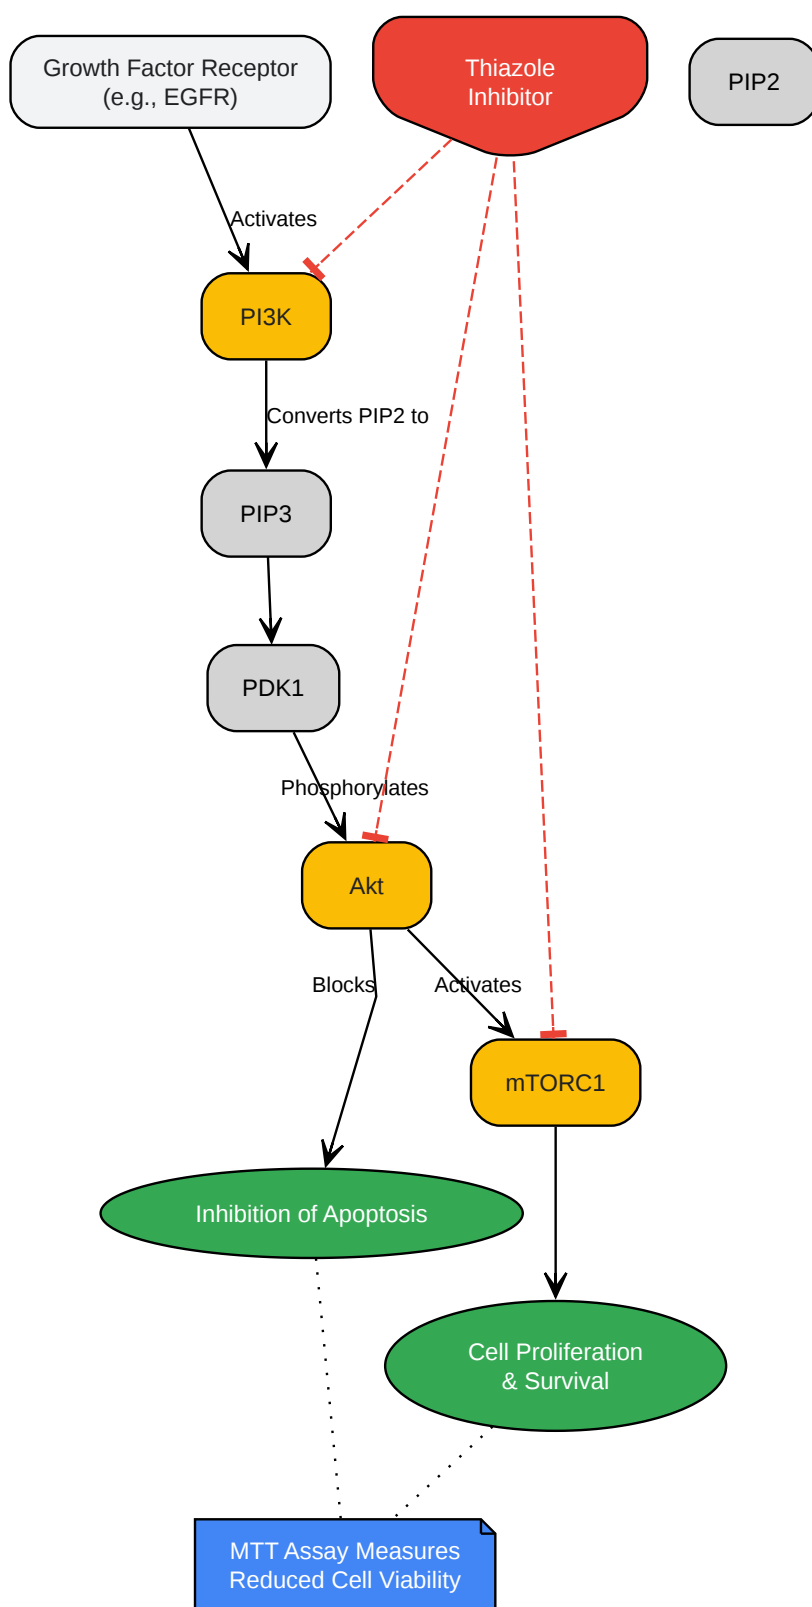 Growth Factor Receptor
(e.g., EGFR)
Thiazole
Inhibitor
PIP2
Activates
PI3K
Converts PIP2 to
PIP3
PDK1
Phosphorylates
Akt
Blocks
Activates
mTORC1
Inhibition of Apoptosis
Cell Proliferation
& Survival
MTT Assay Measures
Reduced Cell Viability